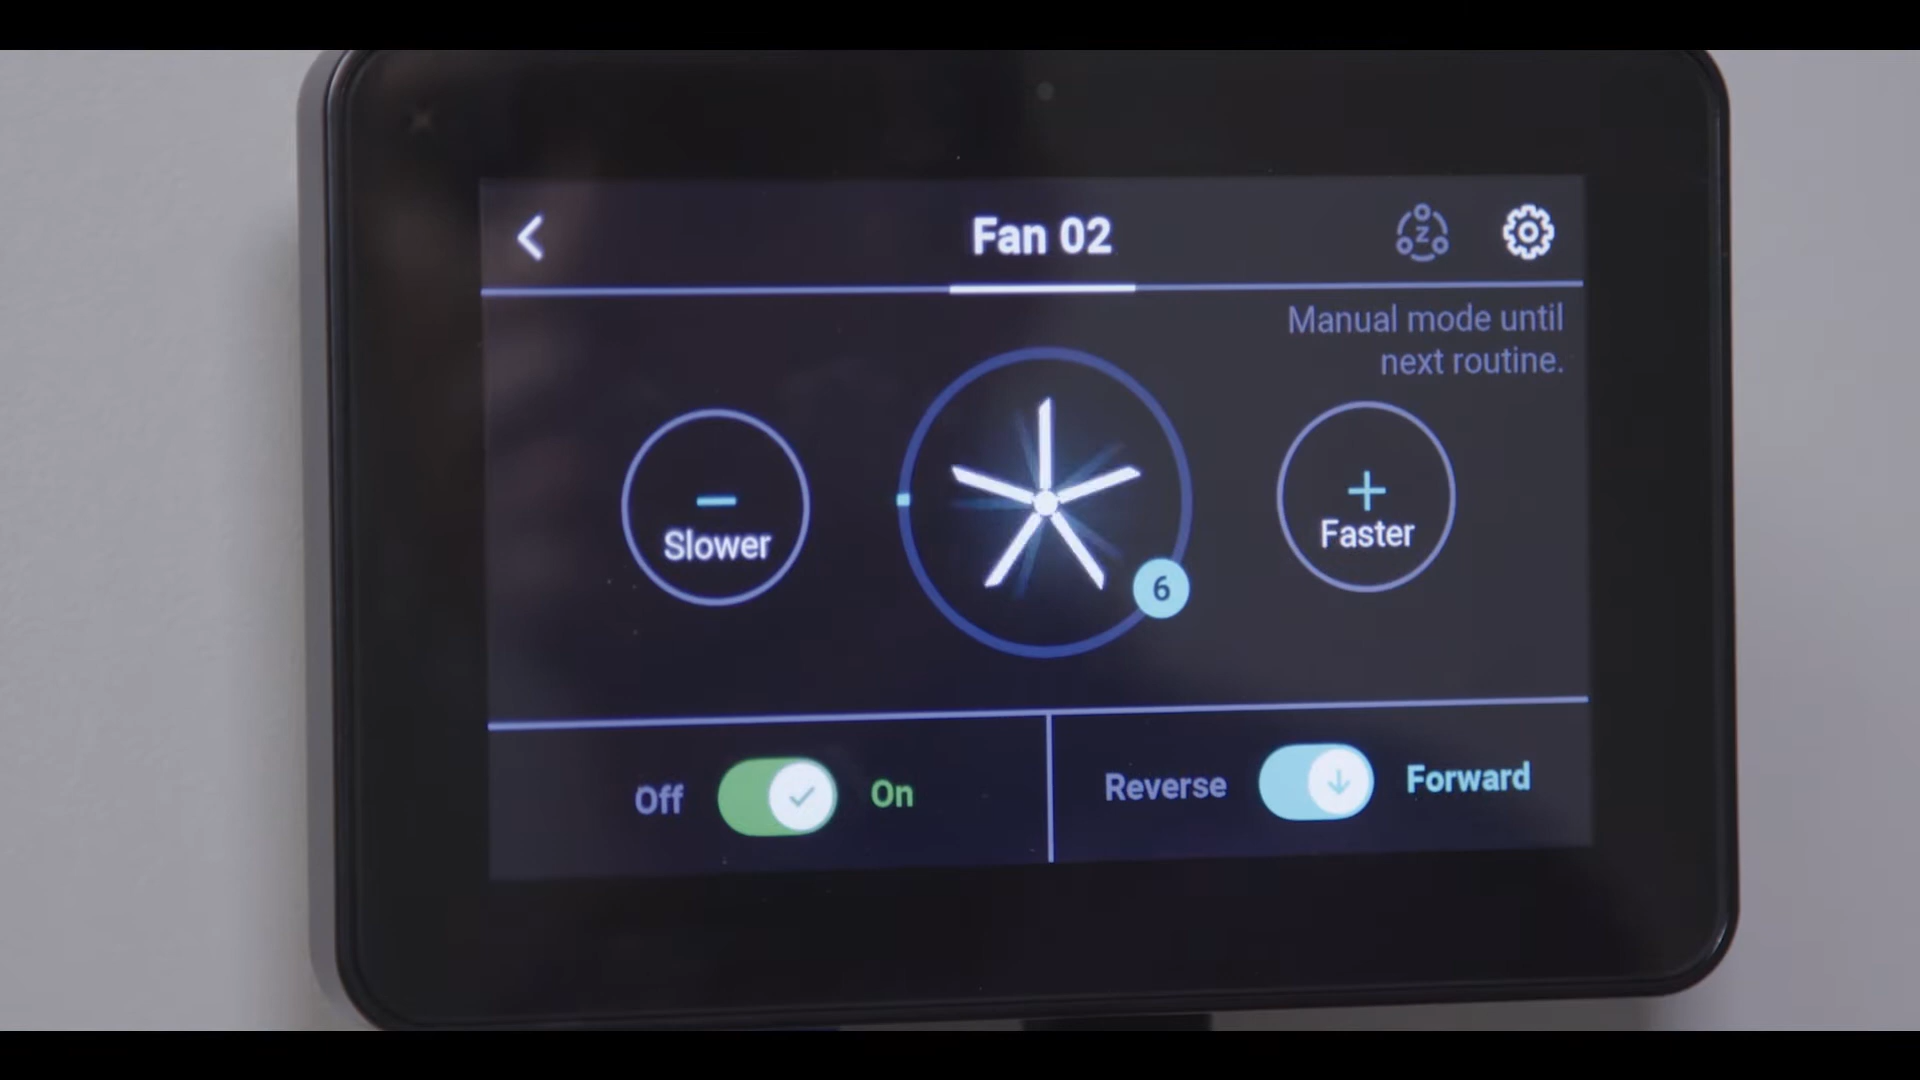 Fan 02
Z
Manual mode until
next routine.
Slower
6
Faster
Off
On
Reverse
Forward